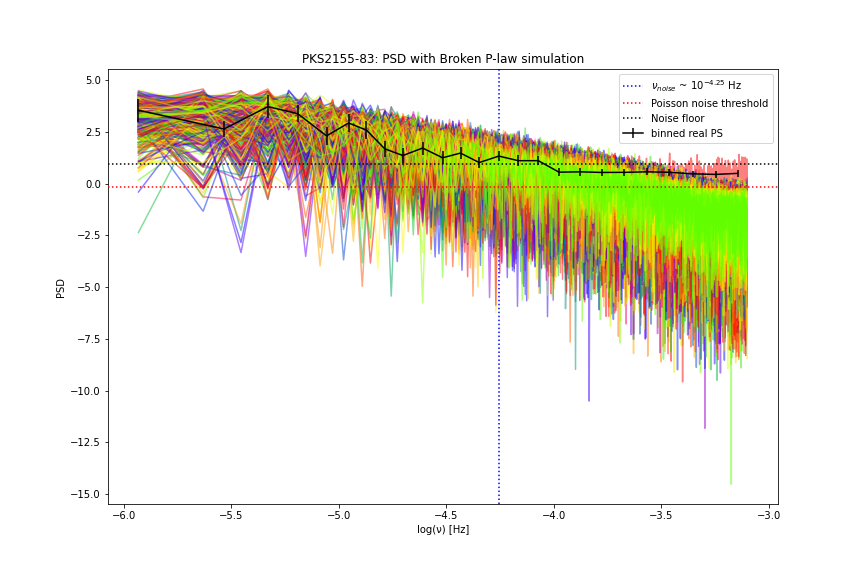 PKS2155-83: PSD with Broken P-law simulation
ν_noise ~ 10^−4.25 Hz
Poisson noise threshold
Noise floor
binned real PS
PSD
5.0
2.5
0.0
−2.5
−5.0
−7.5
−10.0
−12.5
−15.0
−6.0 −5.5 −5.0 −4.5 −4.0 −3.5 −3.0
log(ν) [Hz]